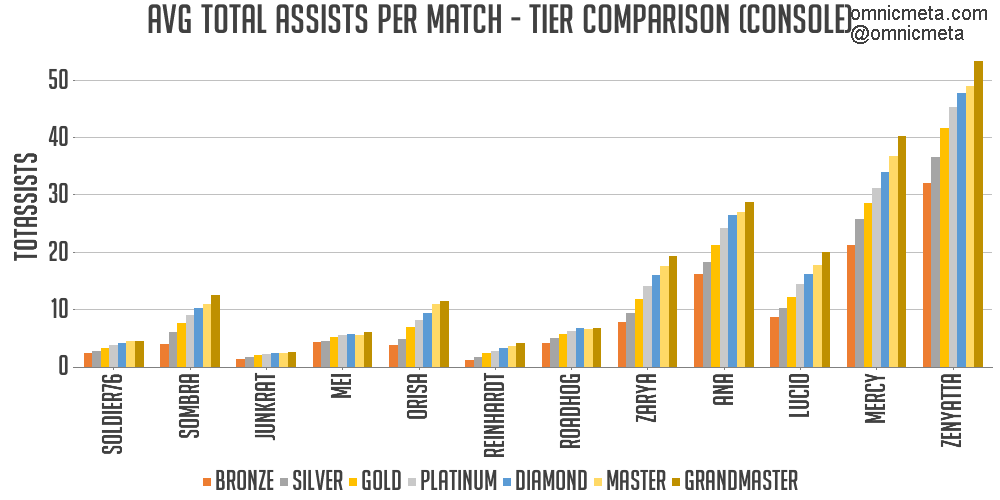 AVG TOTAL ASSISTS PER MATCH - TIER COMPARISON (CONSOLE)
omnicmeta.com
@omnicmeta
TOTASSISTS
50
40
30
20
10
0
SOLDIER76
SOMBRA
JUNKRAT
MEI
ORISA
REINHARDT
ROADHOG
ZARYA
ANA
LUCIO
MERCY
ZENYATTA
BRONZE SILVER GOLD PLATINUM DIAMOND MASTER GRANDMASTER